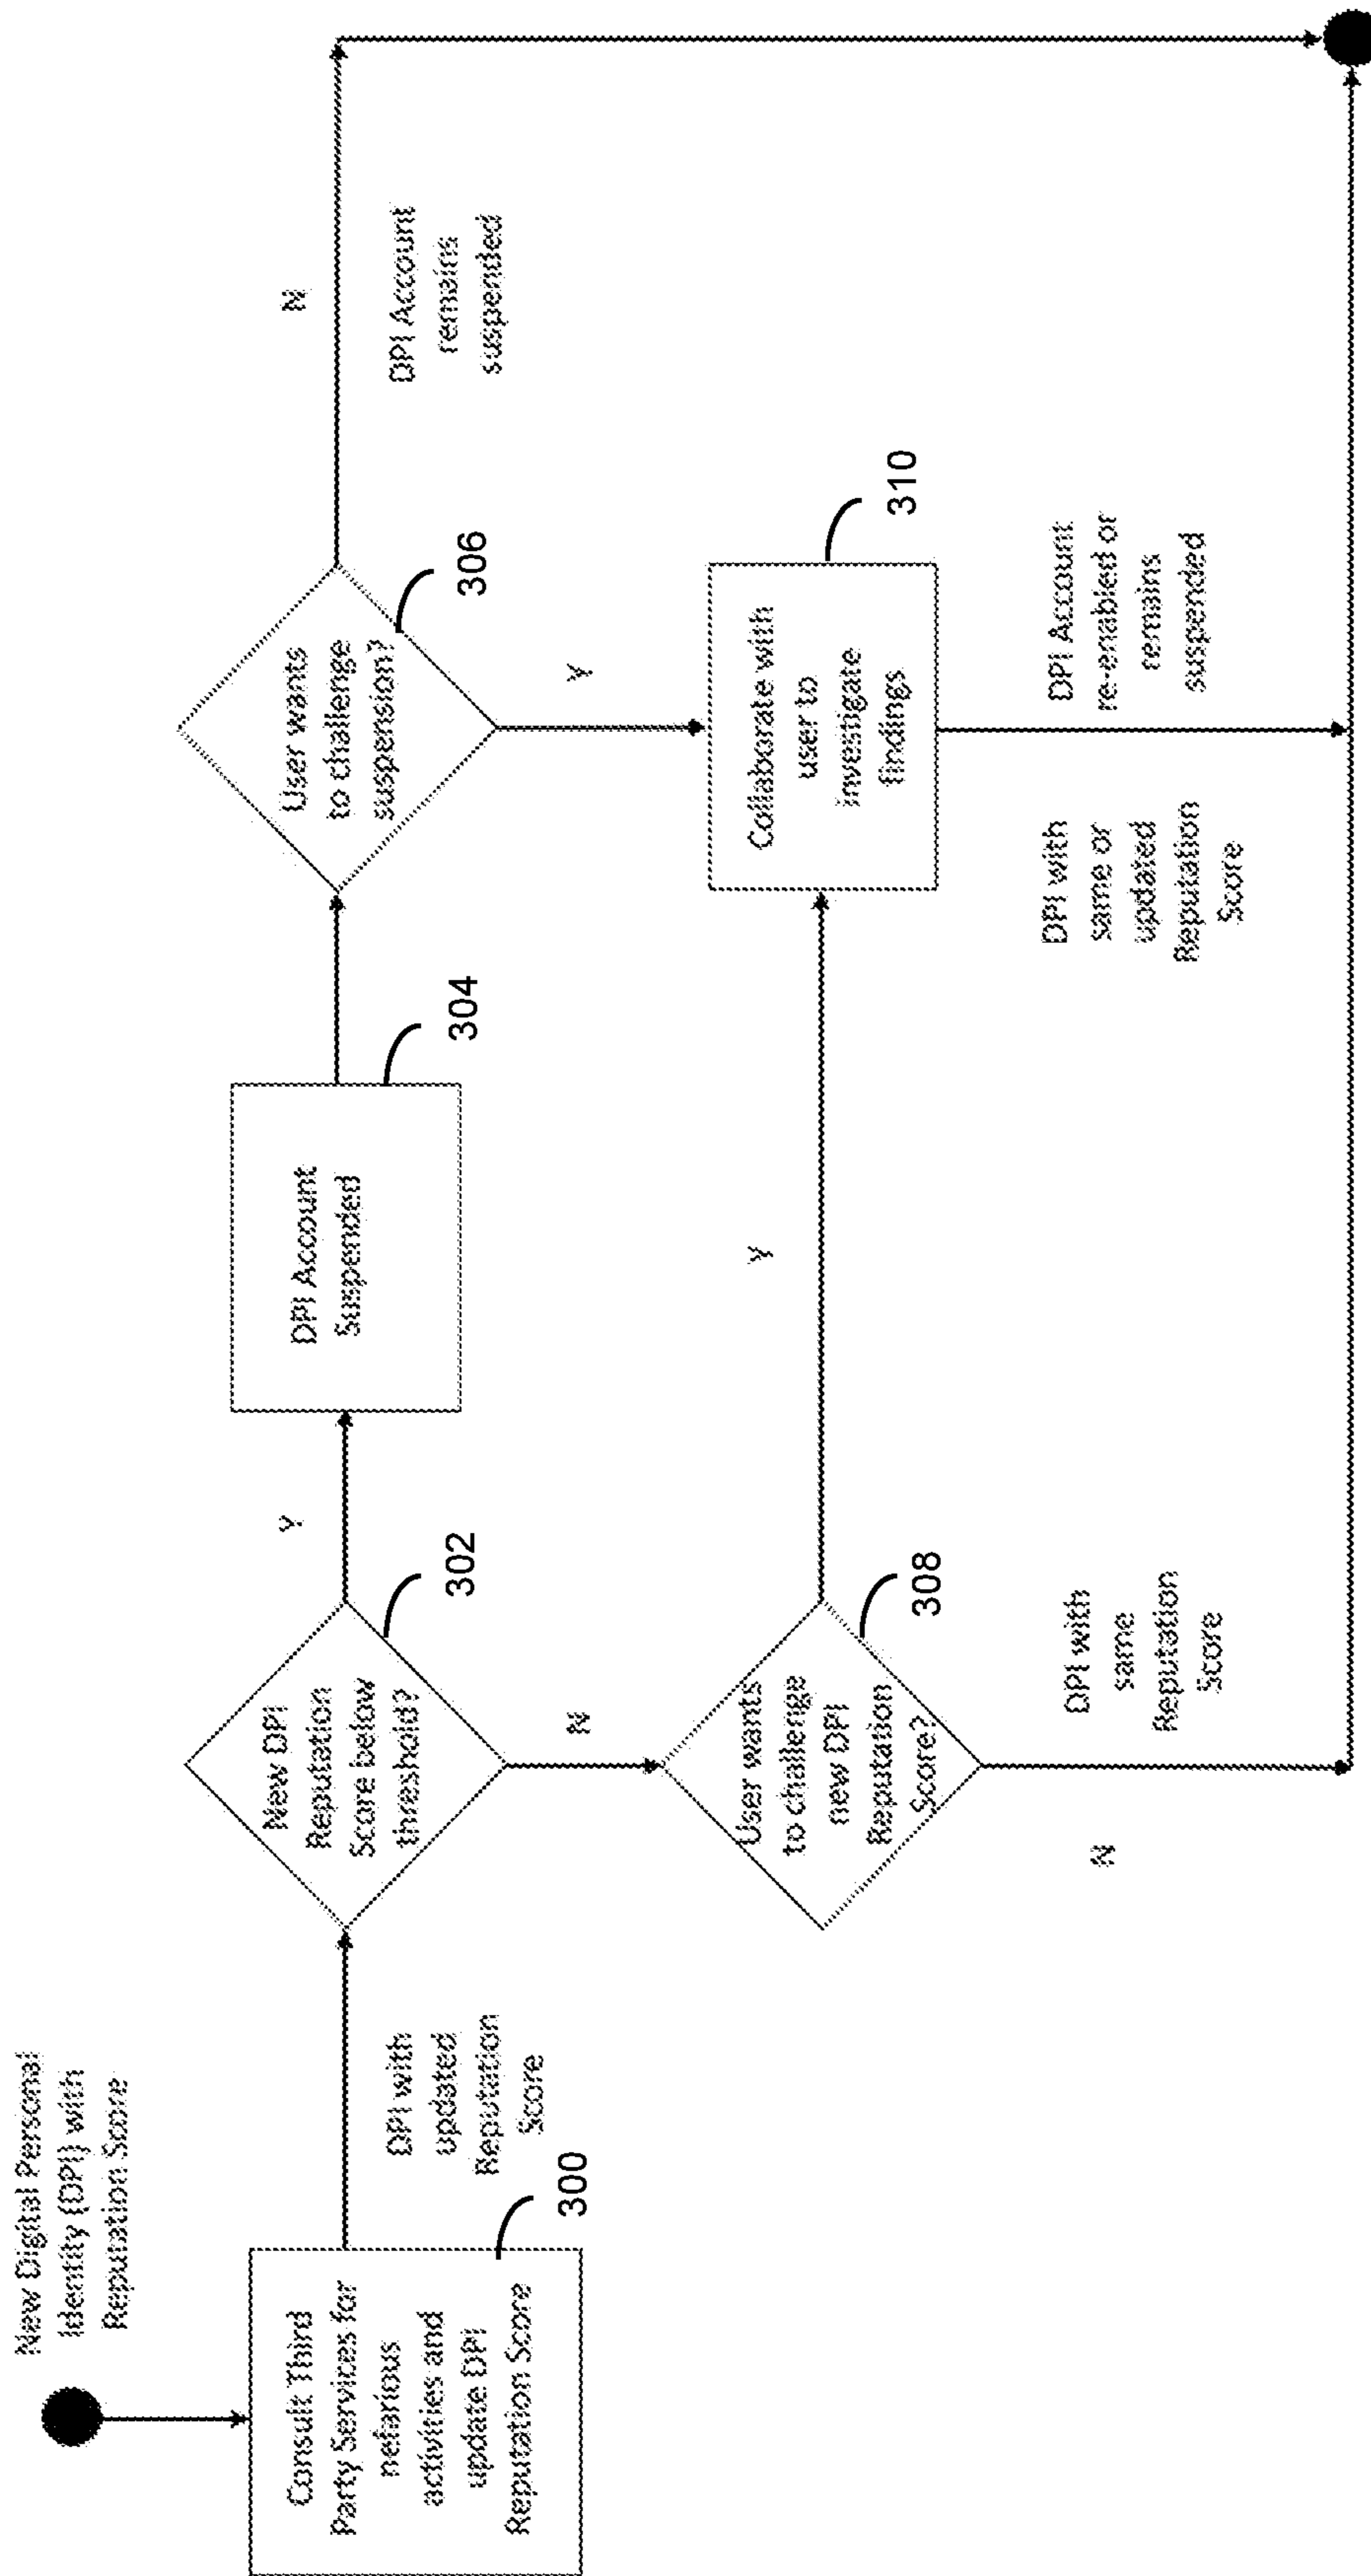 New Digital Personal
Identity (DPI) with
Reputation Score
Consult Third
Party Services for
nefarious
activities and
update DPI
Reputation Score
300
DPI with
updated
Reputation
Score
New DPI
Reputation
Score below
threshold?
302
Y
N
DPI Account
Suspended
304
User wants
to challenge
suspension?
306
N
DPI Account
remains
suspended
Y
User wants
to challenge
new DPI
Reputation
Score?
308
Y
N
DPI with
same
Reputation
Score
Collaborate with
user to
investigate
findings
310
DPI with
same or
updated
Reputation
Score
DPI Account
re-enabled or
remains
suspended